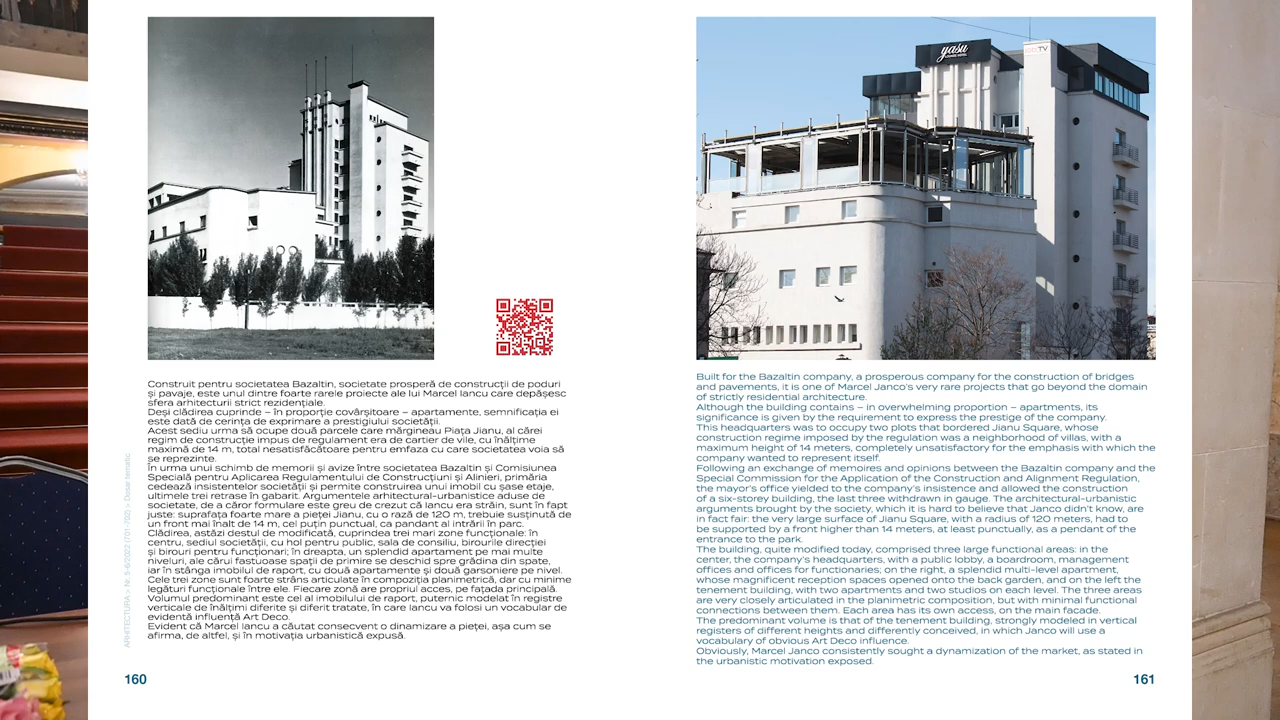 Construit pentru societatea Bazaltin, societate prosperă de construcții de poduri
și pavaje, este unul dintre foarte rarele proiecte ale lui Marcel Iancu care depășesc
sfera arhitecturii strict rezidențiale.
Deși clădirea cuprinde – în proporție covârșitoare – apartamente, semnificația ei
este dată de cerința de exprimare a prestigiului societății.
Acest sediu urma să ocupe două parcele care mărgineau Piața Jianu, al cărei
regim de construcție impus de regulament era de cartier de vile, cu înălțime
maximă de 14 m, total nesatisfăcătoare pentru emfaza cu care societatea voia să
se reprezinte.
În urma unui schimb de memorii și avize între societatea Bazaltin și Comisiunea
Specială pentru Aplicarea Regulamentului de Construcțiuni și Alinieri, primăria
cedează insistentelor societății și permite construirea unui imobil cu șase etaje,
ultimele trei retrase în gabarit. Argumentele arhitectural-urbanistice aduse de
societate, de a căror formulare este greu de crezut că Iancu era străin, sunt în fapt
juste: suprafața foarte mare a pieței Jianu, cu o rază de 120 m, trebuie susținută de
un front mai înalt de 14 m, cel puțin punctual, ca pandant al intrării în parc.
Clădirea, astăzi destul de modificată, cuprindea trei mari zone funcționale: în
centru, sediul societății, cu hol pentru public, sala de consiliu, birourile direcției
și birouri pentru funcționari; în dreapta, un splendid apartament pe mai multe
niveluri, ale cărui fastuoase spații de primire se deschid spre grădina din spate,
iar în stânga imobilul de raport, cu două apartamente și două garsoniere pe nivel.
Cele trei zone sunt foarte strâns articulate în compoziția planimetrică, dar cu minime
legături funcționale între ele. Fiecare zonă are propriul acces, pe fațada principală.
Volumul predominant este cel al imobilului de raport, puternic modelat în registre
verticale de înălțimi diferite și diferit tratate, în care Iancu va folosi un vocabular de
evidentă influență Art Deco.
Evident că Marcel Iancu a căutat consecvent o dinamizare a pieței, așa cum se
afirma, de altfel, și în motivația urbanistică expusă.
ARHITECTURA > Nr. 5-6/2022 (701-702) > Dosar tematic
160
yasu
TV
Built for the Bazaltin company, a prosperous company for the construction of bridges
and pavements, it is one of Marcel Janco's very rare projects that go beyond the domain
of strictly residential architecture.
Although the building contains – in overwhelming proportion – apartments, its
significance is given by the requirement to express the prestige of the company.
This headquarters was to occupy two plots that bordered Jianu Square, whose
construction regime imposed by the regulation was a neighborhood of villas, with a
maximum height of 14 meters, completely unsatisfactory for the emphasis with which the
company wanted to represent itself.
Following an exchange of memoires and opinions between the Bazaltin company and the
Special Commission for the Application of the Construction and Alignment Regulation,
the mayor's office yielded to the company's insistence and allowed the construction
of a six-storey building, the last three withdrawn in gauge. The architectural-urbanistic
arguments brought by the society, which it is hard to believe that Janco didn't know, are
in fact fair: the very large surface of Jianu Square, with a radius of 120 meters, had to
be supported by a front higher than 14 meters, at least punctually, as a pendant of the
entrance to the park.
The building, quite modified today, comprised three large functional areas: in the
center, the company's headquarters, with a public lobby, a boardroom, management
offices and offices for functionaries; on the right, a splendid multi-level apartment,
whose magnificent reception spaces opened onto the back garden, and on the left the
tenement building, with two apartments and two studios on each level. The three areas
are very closely articulated in the planimetric composition, but with minimal functional
connections between them. Each area has its own access, on the main facade.
The predominant volume is that of the tenement building, strongly modeled in vertical
registers of different heights and differently conceived, in which Janco will use a
vocabulary of obvious Art Deco influence.
Obviously, Marcel Janco consistently sought a dynamization of the market, as stated in
the urbanistic motivation exposed.
161